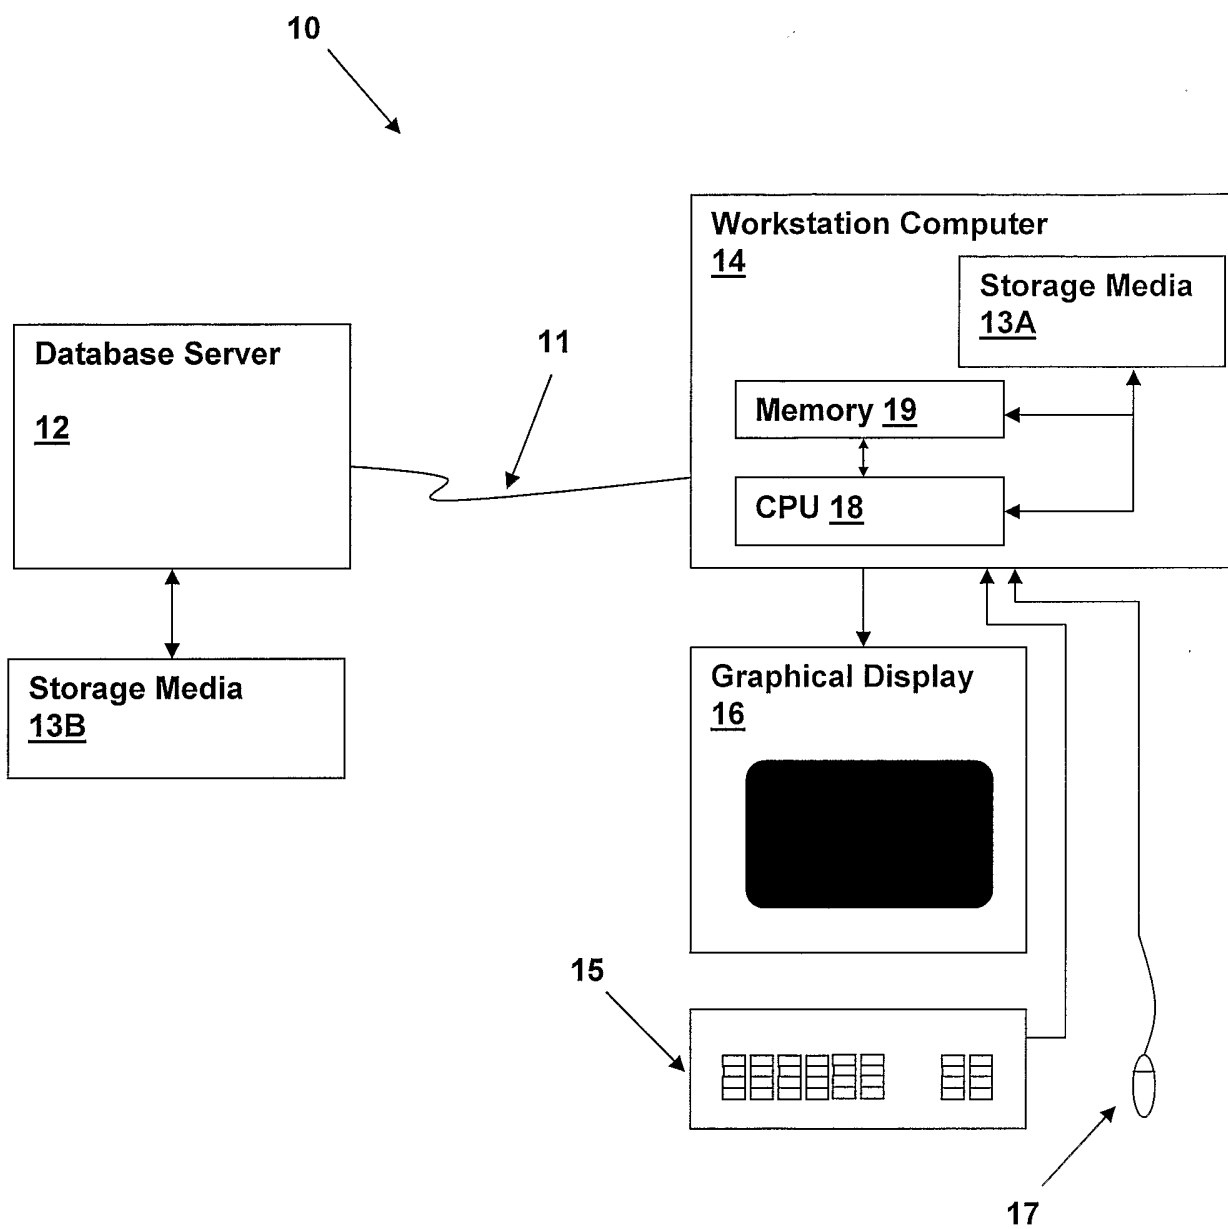 10
Workstation Computer
14
Storage Media
13A
Database Server
12
11
Memory 19
CPU 18
Storage Media
13B
Graphical Display
16
15
17